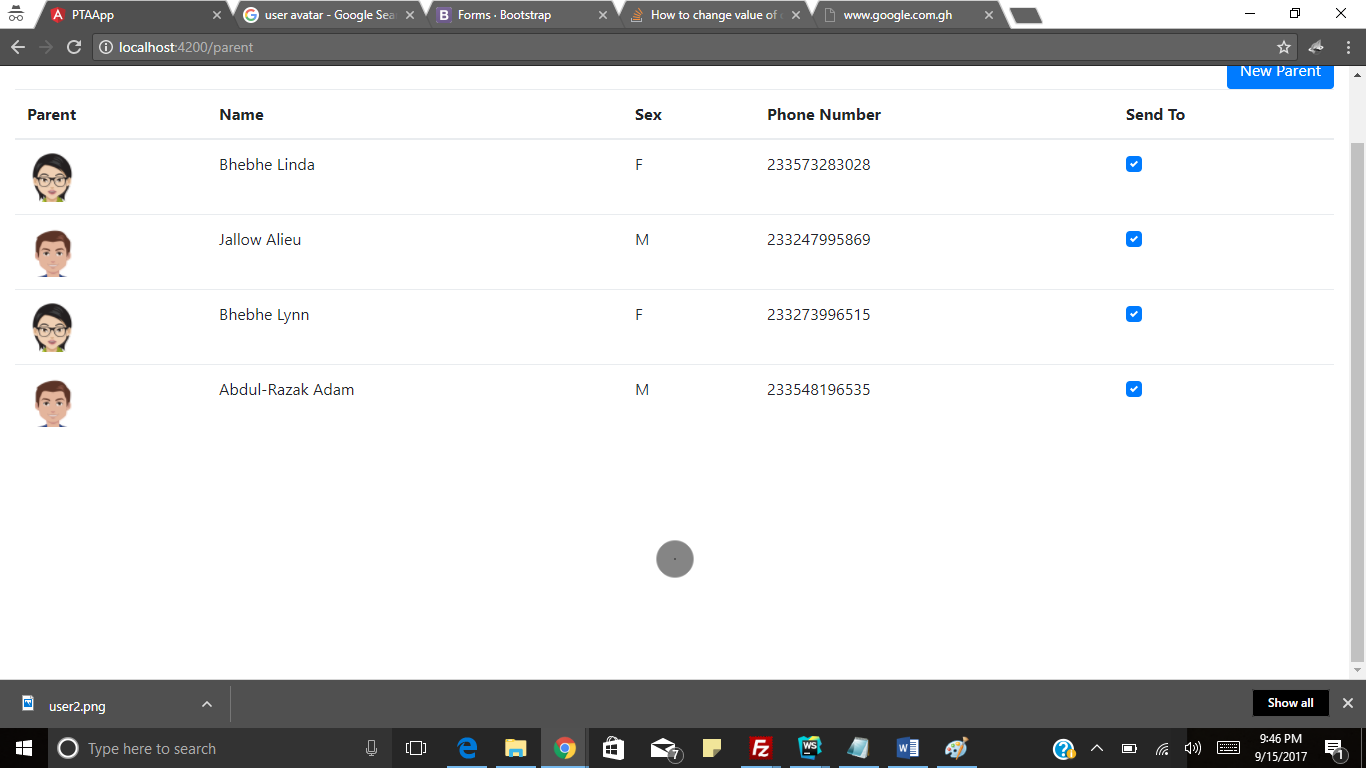 PTAApp
user avatar - Google Sea
Forms · Bootstrap
How to change value of
www.google.com.gh
localhost:4200/parent
New Parent
Parent Name Sex Phone Number Send To
Bhebhe Linda F 233573283028
Jallow Alieu M 233247995869
Bhebhe Lynn F 233273996515
Abdul-Razak Adam M 233548196535
user2.png
Show all
Type here to search
7
FZ
WS
W
9:46 PM
9/15/2017
1